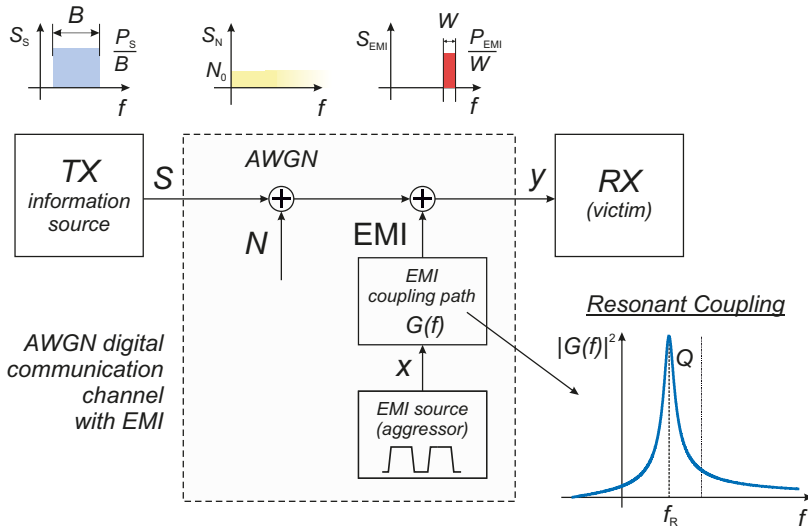 B
S_S
P_S
B
f
S_N
N_0
f
W
S_EMI
P_EMI
W
f
TX
information
source
S
AWGN
N
EMI
y
RX
(victim)
EMI
coupling path
G(f)
x
EMI source
(aggressor)
AWGN digital
communication
channel
with EMI
Resonant Coupling
|G(f)|²
Q
f_R
f